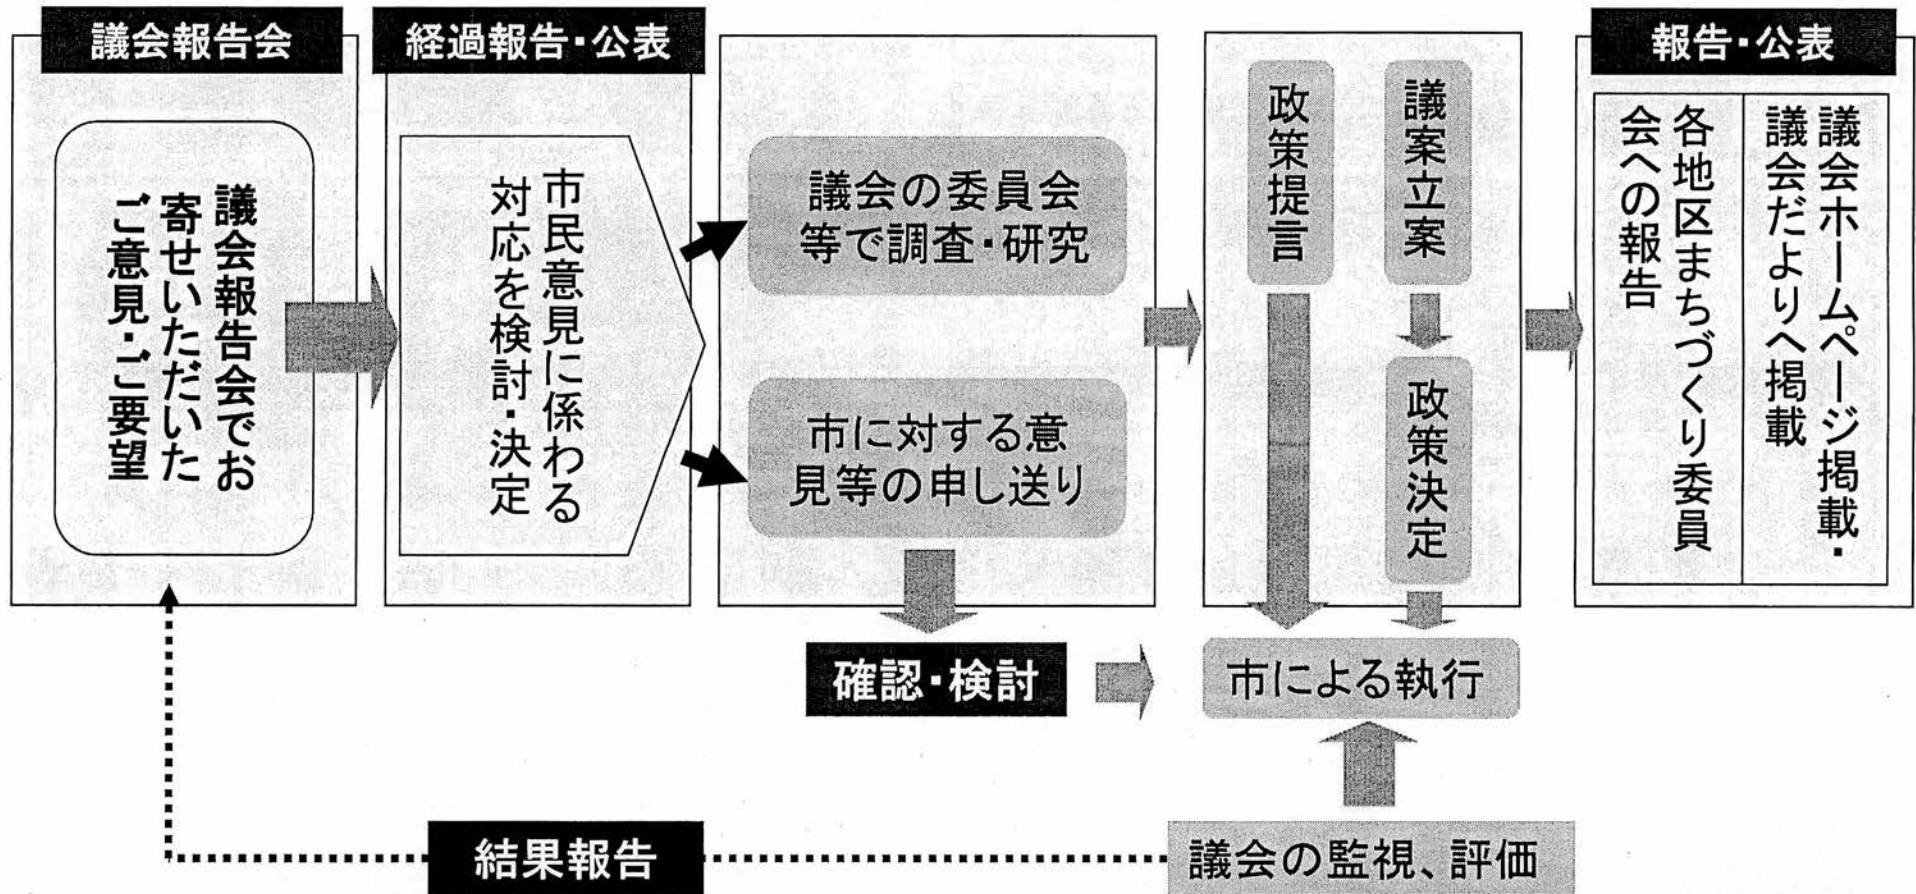 議会報告会
議会報告会でお
寄せいただいた
ご意見・ご要望
経過報告・公表
市民意見に係わる
対応を検討・決定
議会の委員会
等で調査・研究
市に対する意
見等の申し送り
確認・検討
政策提言
議案立案
政策決定
市による執行
議会の監視、評価
結果報告
報告・公表
議会ホームページ掲載・
議会だよりへ掲載
各地区まちづくり委員
会への報告